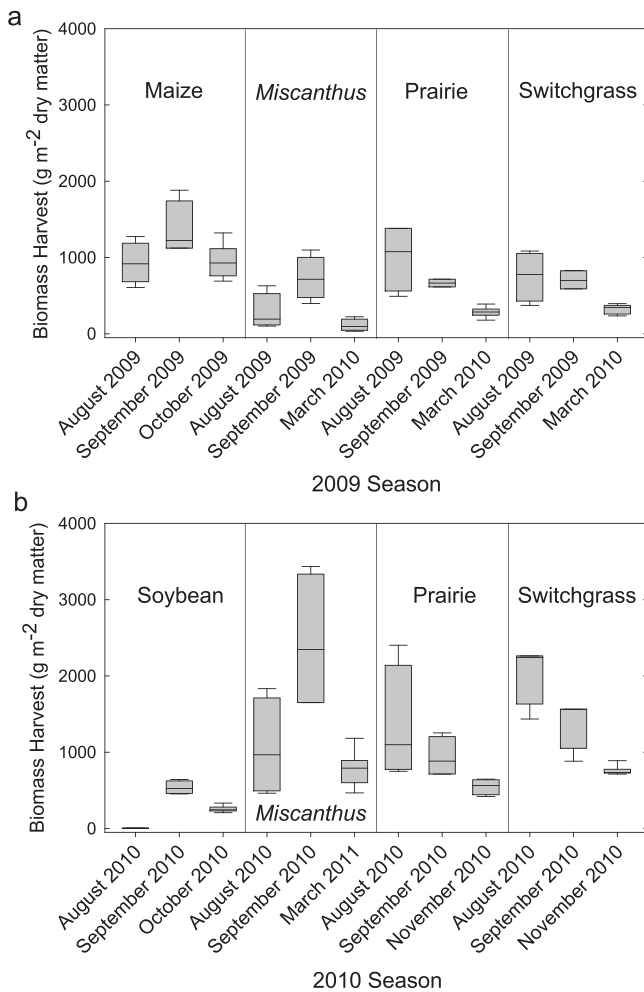 a
4000
3000
2000
1000
0
Biomass Harvest (g m-2 dry matter)
Maize
Miscanthus
Prairie
Switchgrass
August 2009
September 2009
October 2009
August 2009
September 2009
March 2010
August 2009
September 2009
March 2010
August 2009
September 2009
March 2010
2009 Season
b
4000
3000
2000
1000
0
Biomass Harvest (g m-2 dry matter)
Soybean
Prairie
Switchgrass
Miscanthus
August 2010
September 2010
October 2010
August 2010
September 2010
March 2011
August 2010
September 2010
November 2010
August 2010
September 2010
November 2010
2010 Season